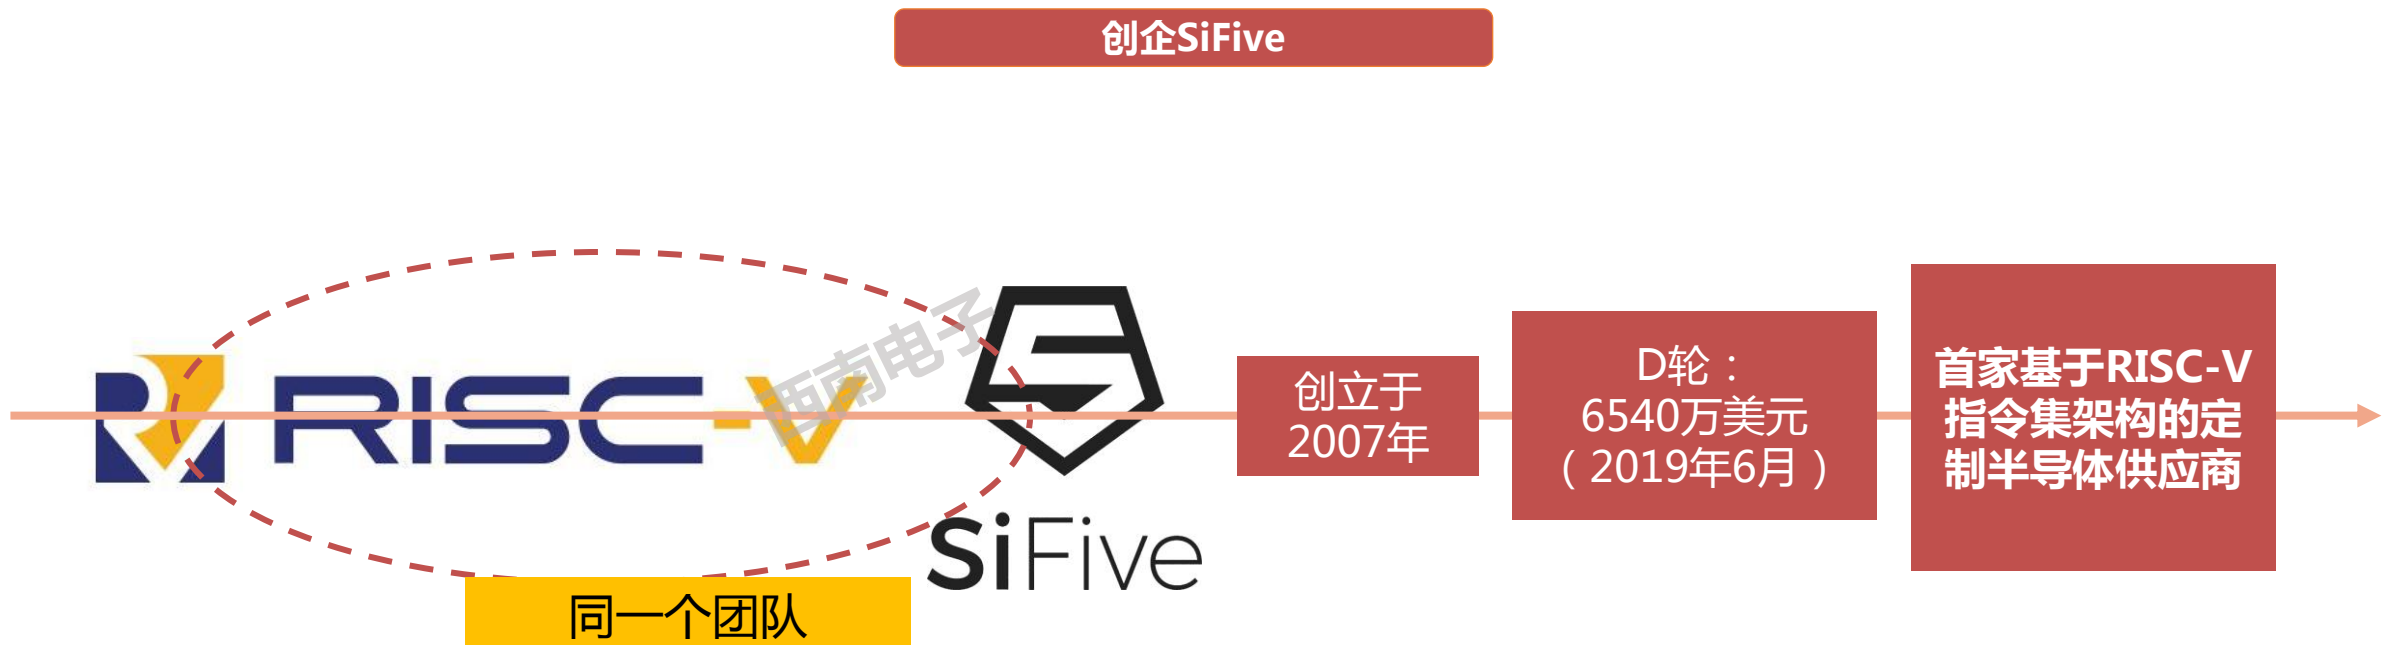 创企SiFive
RISC-V
西南电子
SiFive
同一个团队
创立于
2007年
D轮：
6540万美元
（2019年6月）
首家基于RISC-V
指令集架构的定
制半导体供应商